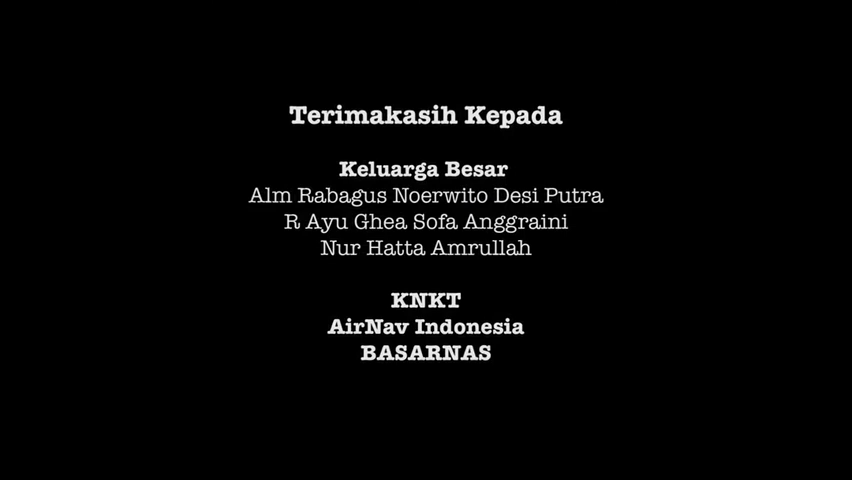 Terimakasih Kepada
Keluarga Besar
Alm Rabagus Noerwito Desi Putra
R Ayu Ghea Sofa Anggraini
Nur Hatta Amrullah
KNKT
AirNav Indonesia
BASARNAS